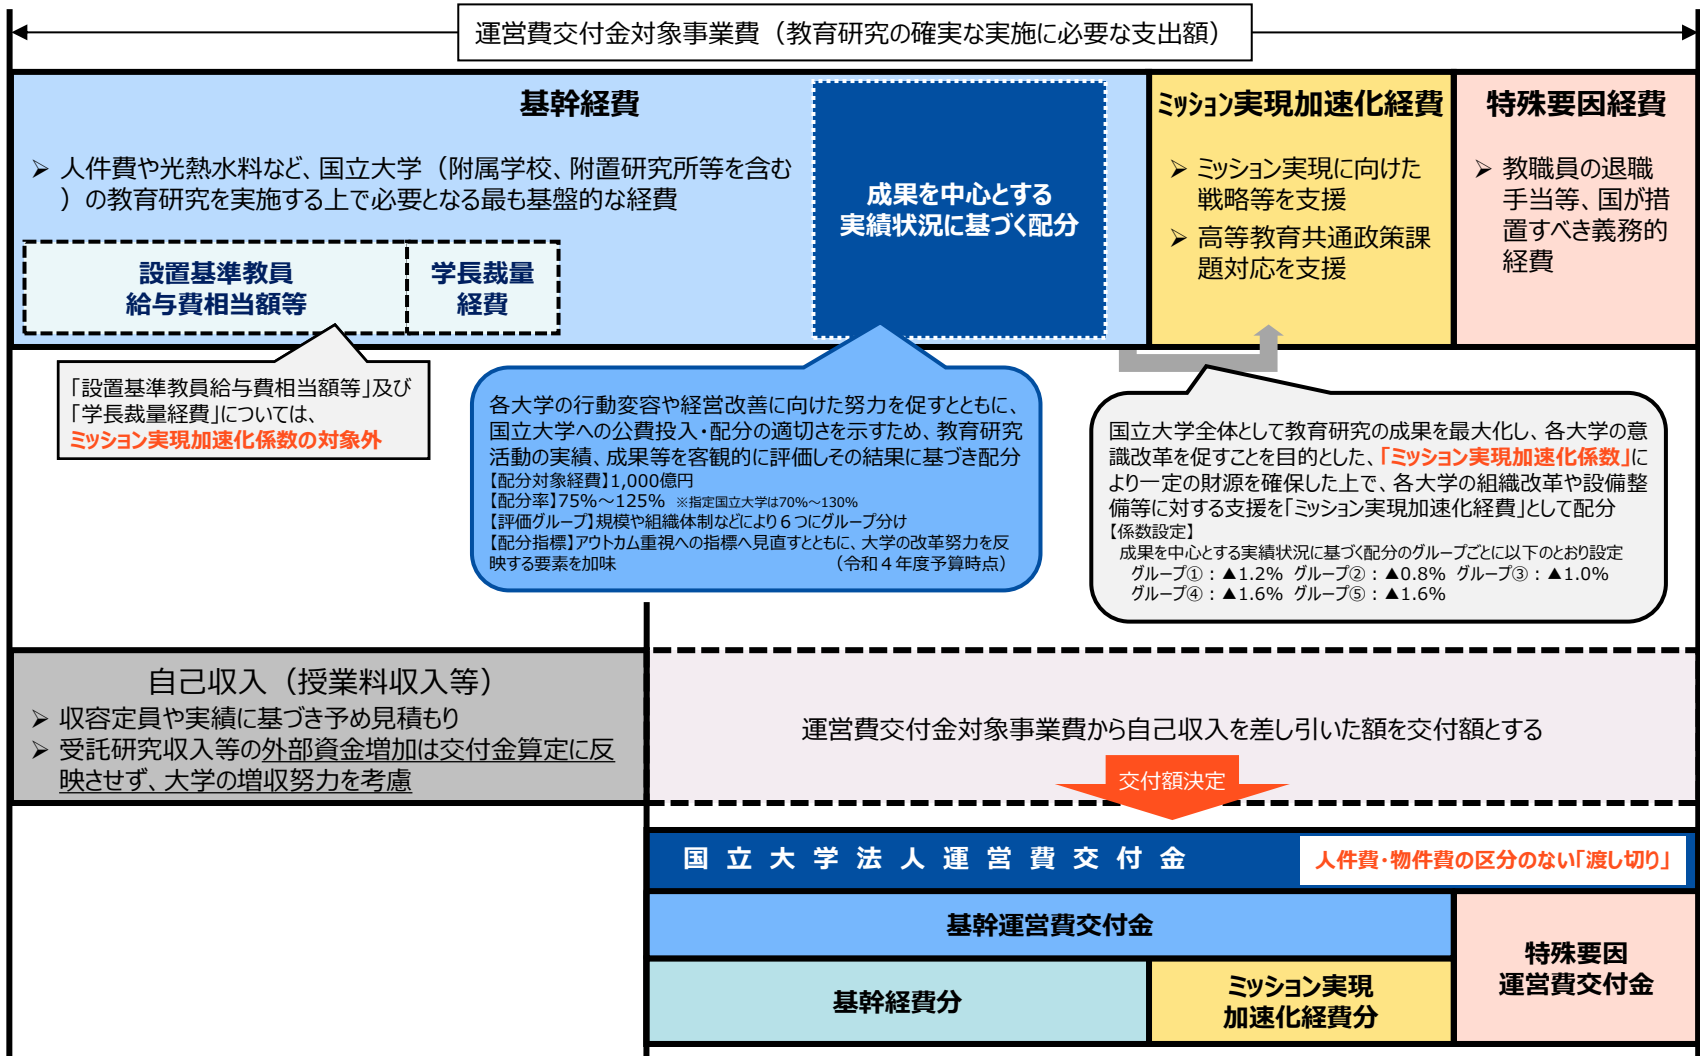 運営費交付金対象事業費（教育研究の確実な実施に必要な支出額）
基幹経費
➢ 人件費や光熱水料など、国立大学（附属学校、附置研究所等を含む
）の教育研究を実施する上で必要となる最も基盤的な経費
設置基準教員
給与費相当額等
学長裁量
経費
成果を中心とする
実績状況に基づく配分
ミッション実現加速化経費
➢ ミッション実現に向けた
戦略等を支援
➢ 高等教育共通政策課
題対応を支援
特殊要因経費
➢ 教職員の退職
手当等、国が措
置すべき義務的
経費
「設置基準教員給与費相当額等」及び
「学長裁量経費」については、
ミッション実現加速化係数の対象外
各大学の行動変容や経営改善に向けた努力を促すとともに、
国立大学への公費投入・配分の適切さを示すため、教育研究
活動の実績、成果等を客観的に評価しその結果に基づき配分
【配分対象経費】1,000億円
【配分率】75%～125% ※指定国立大学は70%～130%
【評価グループ】規模や組織体制などにより６つにグループ分け
【配分指標】アウトカム重視への指標へ見直すとともに、大学の改革努力を反
映する要素を加味 （令和４年度予算時点）
国立大学全体として教育研究の成果を最大化し、各大学の意
識改革を促すことを目的とした、「ミッション実現加速化係数」に
より一定の財源を確保した上で、各大学の組織改革や設備整
備等に対する支援を「ミッション実現加速化経費」として配分
【係数設定】
成果を中心とする実績状況に基づく配分のグループごとに以下のとおり設定
グループ①：▲1.2% グループ②：▲0.8% グループ③：▲1.0%
グループ④：▲1.6% グループ⑤：▲1.6%
自己収入（授業料収入等）
➢ 収容定員や実績に基づき予め見積もり
➢ 受託研究収入等の外部資金増加は交付金算定に反
映させず、大学の増収努力を考慮
運営費交付金対象事業費から自己収入を差し引いた額を交付額とする
交付額決定
国立大学法人運営費交付金
人件費・物件費の区分のない「渡し切り」
基幹運営費交付金
特殊要因
運営費交付金
基幹経費分
ミッション実現
加速化経費分